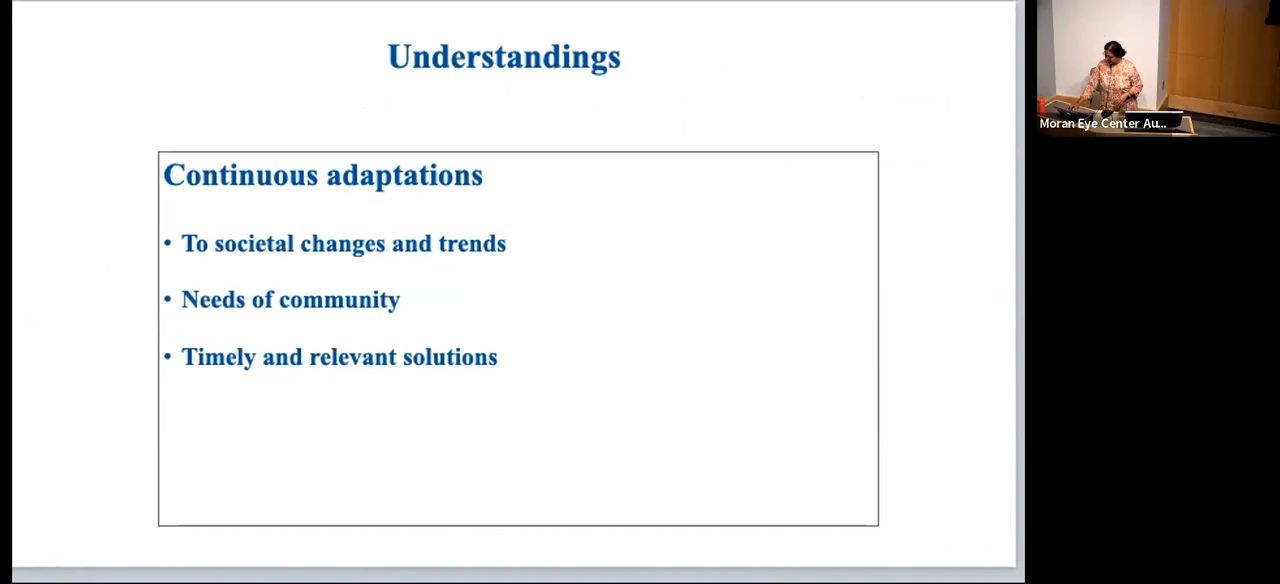 Understandings
Continuous adaptations
• To societal changes and trends
• Needs of community
• Timely and relevant solutions
Moran Eye Center Au...